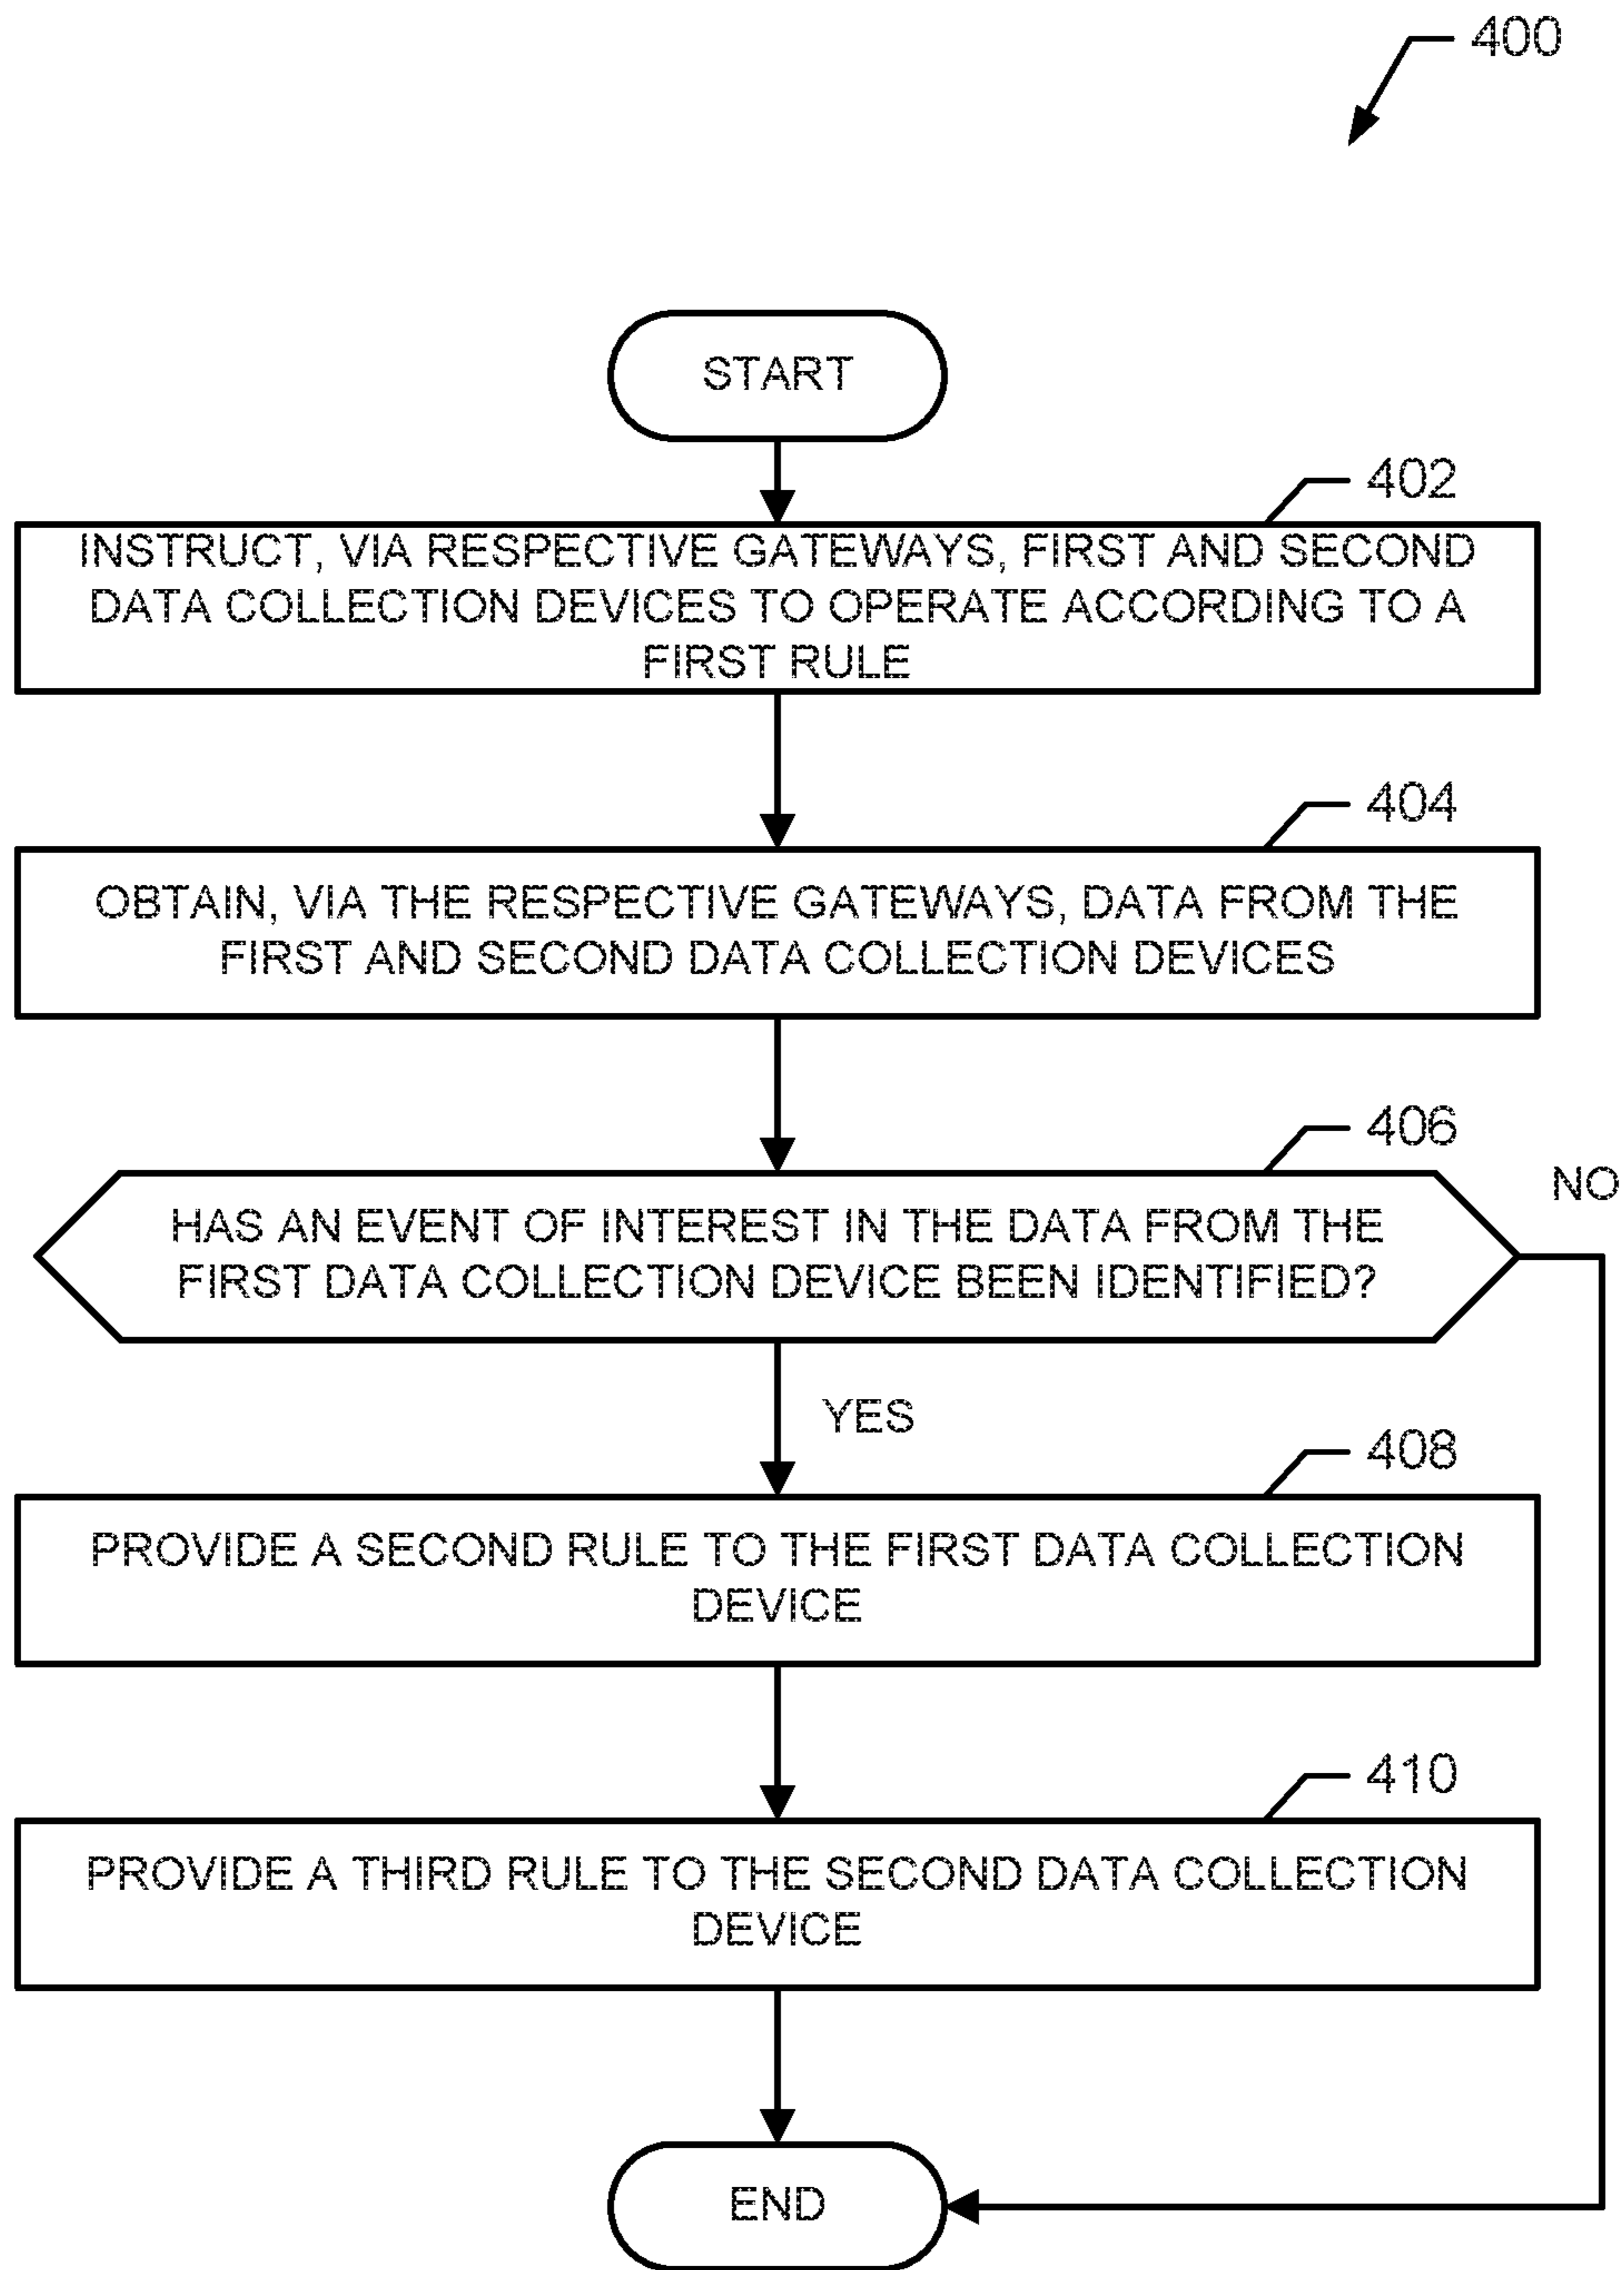 400
START
402
INSTRUCT, VIA RESPECTIVE GATEWAYS, FIRST AND SECOND
DATA COLLECTION DEVICES TO OPERATE ACCORDING TO A
FIRST RULE
404
OBTAIN, VIA THE RESPECTIVE GATEWAYS, DATA FROM THE
FIRST AND SECOND DATA COLLECTION DEVICES
406
NO
HAS AN EVENT OF INTEREST IN THE DATA FROM THE
FIRST DATA COLLECTION DEVICE BEEN IDENTIFIED?
YES
408
PROVIDE A SECOND RULE TO THE FIRST DATA COLLECTION
DEVICE
410
PROVIDE A THIRD RULE TO THE SECOND DATA COLLECTION
DEVICE
END